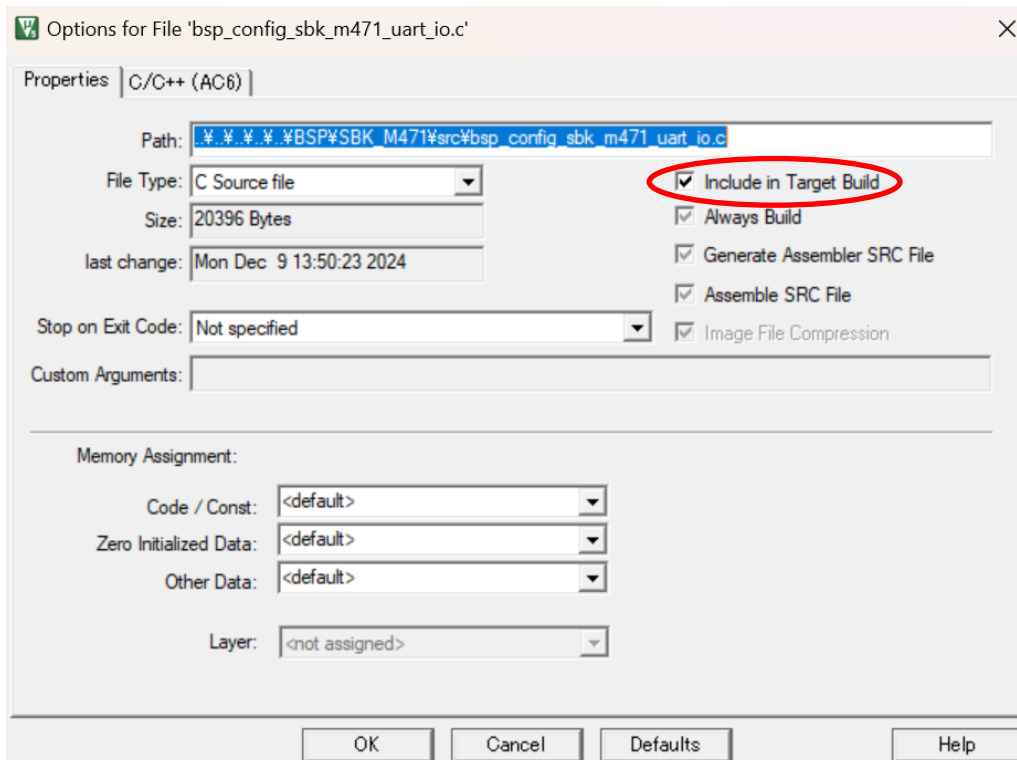 Options for File 'bsp_config_sbk_m471_uart_io.c'
Properties C/C++ (AC6)
Path: ..¥..¥..¥..¥..¥BSP¥SBK_M471¥src¥bsp_config_sbk_m471_uart_io.c
File Type: C Source file Include in Target Build
Size: 20396 Bytes Always Build
last change: Mon Dec 9 13:50:23 2024 Generate Assembler SRC File
Assemble SRC File
Stop on Exit Code: Not specified Image File Compression
Custom Arguments:
Memory Assignment:
Code / Const: <default>
Zero Initialized Data: <default>
Other Data: <default>
Layer: <not assigned>
OK Cancel Defaults Help